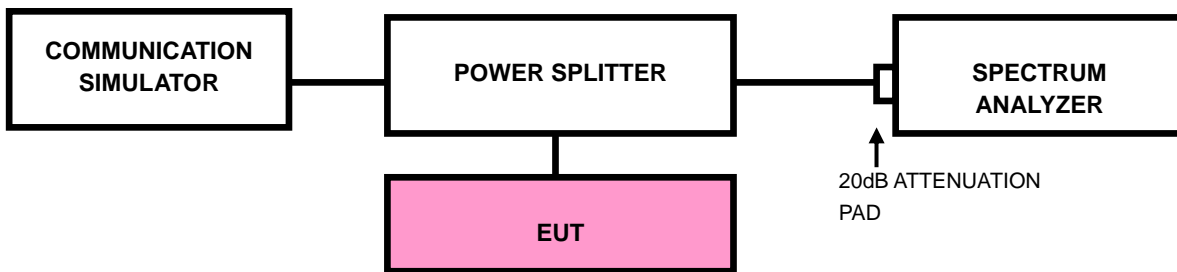 COMMUNICATION
SIMULATOR
POWER SPLITTER
SPECTRUM
ANALYZER
20dB ATTENUATION
PAD
EUT